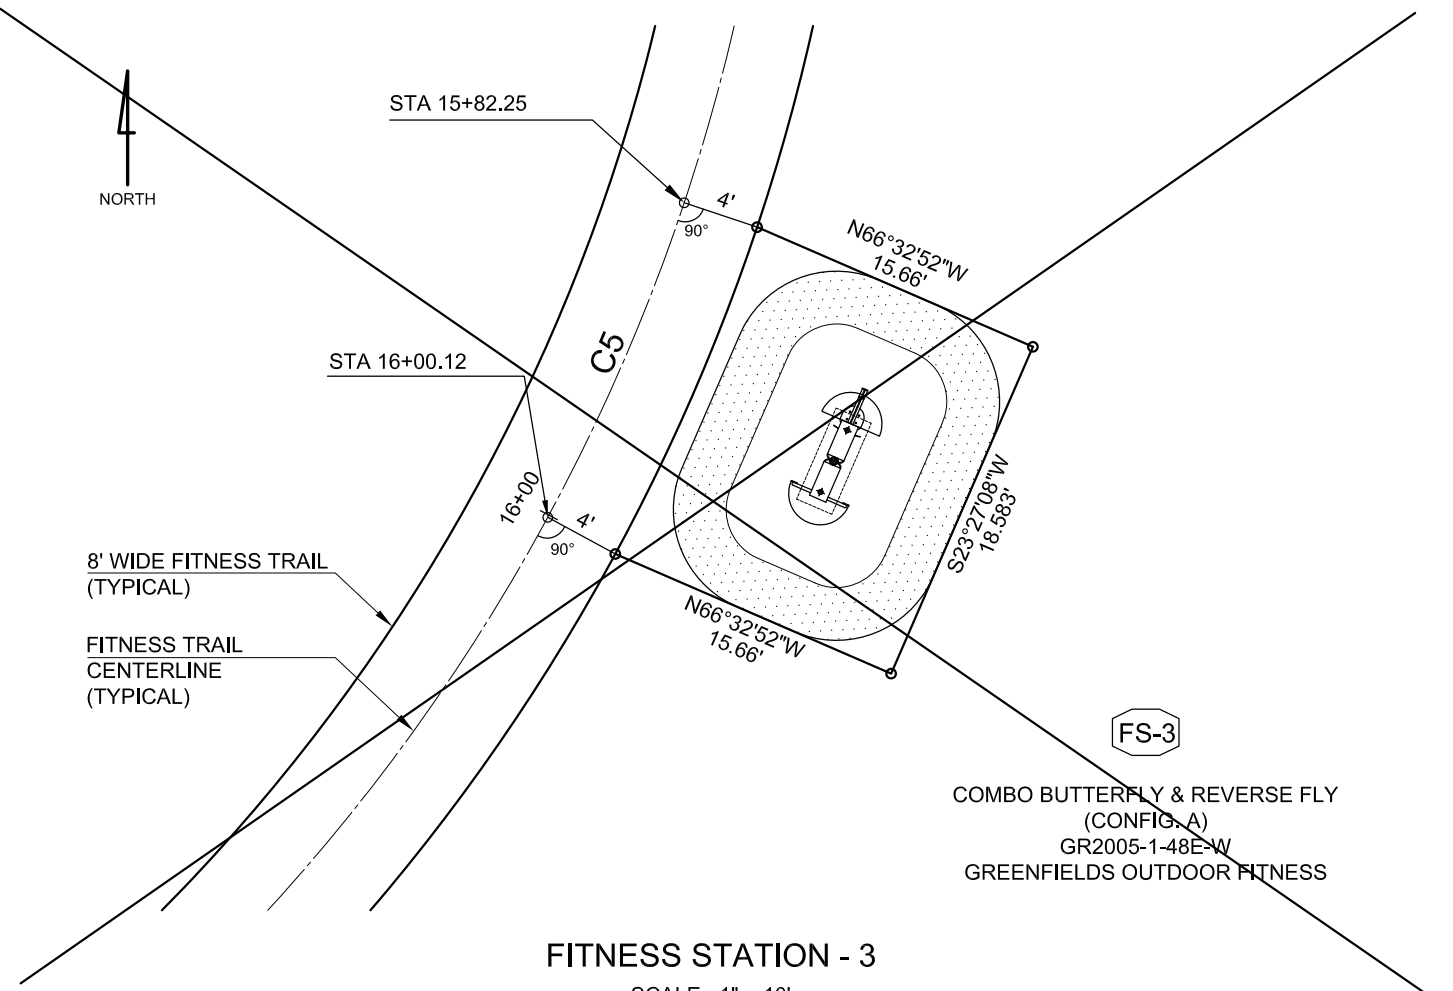 STA 15+82.25
NORTH
4'
90°
N66°32'52"W
15.66'
C5
STA 16+00.12
16+00
4'
90°
S23°27'08"W
18.583'
8' WIDE FITNESS TRAIL
(TYPICAL)
N66°32'52"W
15.66'
FITNESS TRAIL
CENTERLINE
(TYPICAL)
FS-3
COMBO BUTTERFLY & REVERSE FLY
(CONFIG. A)
GR2005-1-48E-W
GREENFIELDS OUTDOOR FITNESS
FITNESS STATION - 3